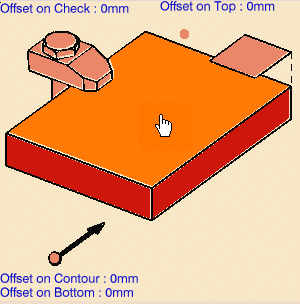 Offset on Check : 0mm
Offset on Top : 0mm
Offset on Contour : 0mm
Offset on Bottom : 0mm